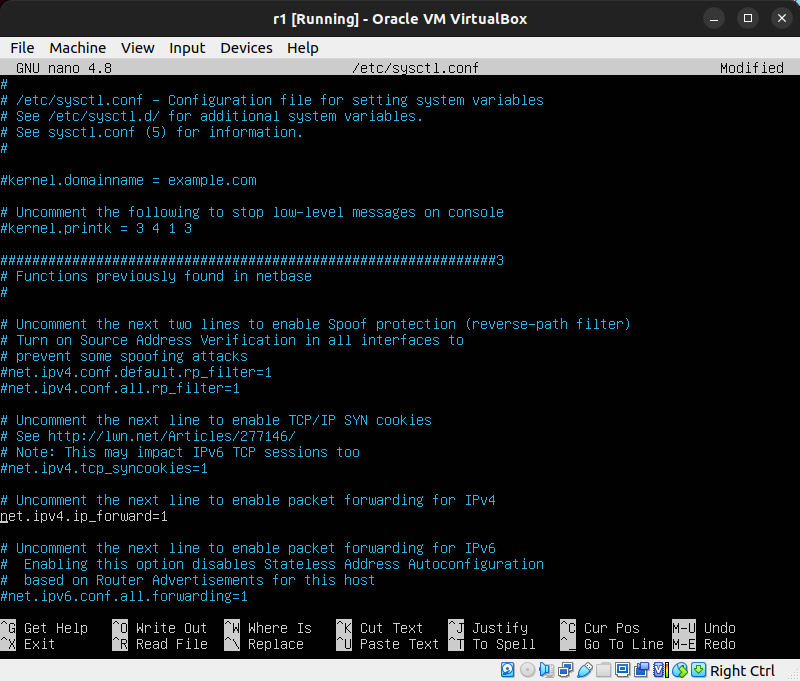 r1 [Running] - Oracle VM VirtualBox
File Machine View Input Devices Help
GNU nano 4.8 /etc/sysctl.conf Modified
#
# /etc/sysctl.conf - Configuration file for setting system variables
# See /etc/sysctl.d/ for additional system variables.
# See sysctl.conf (5) for information.
#
#kernel.domainname = example.com
# Uncomment the following to stop low-level messages on console
#kernel.printk = 3 4 1 3
##############################################################3
# Functions previously found in netbase
#
# Uncomment the next two lines to enable Spoof protection (reverse-path filter)
# Turn on Source Address Verification in all interfaces to
# prevent some spoofing attacks
#net.ipv4.conf.default.rp_filter=1
#net.ipv4.conf.all.rp_filter=1
# Uncomment the next line to enable TCP/IP SYN cookies
# See http://lwn.net/Articles/277146/
# Note: This may impact IPv6 TCP sessions too
#net.ipv4.tcp_syncookies=1
# Uncomment the next line to enable packet forwarding for IPv4
net.ipv4.ip_forward=1
# Uncomment the next line to enable packet forwarding for IPv6
#  Enabling this option disables Stateless Address Autoconfiguration
#  based on Router Advertisements for this host
#net.ipv6.conf.all.forwarding=1
^G Get Help ^O Write Out ^W Where Is ^K Cut Text ^J Justify ^C Cur Pos M-U Undo
^X Exit ^R Read File ^\ Replace ^U Paste Text ^T To Spell ^_ Go To Line M-E Redo
Right Ctrl